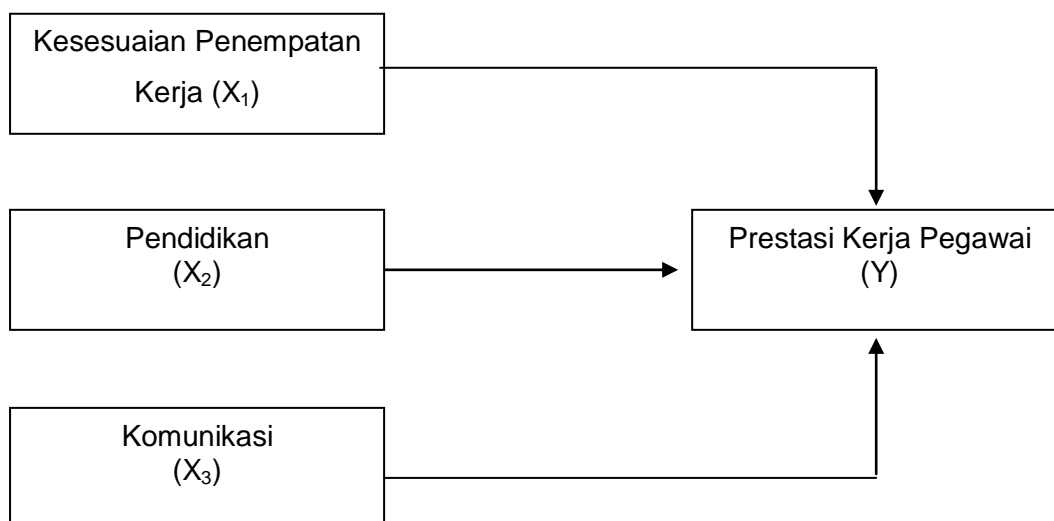 Kesesuaian Penempatan
Kerja (X₁)
Pendidikan
(X₂)
Prestasi Kerja Pegawai
(Y)
Komunikasi
(X₃)